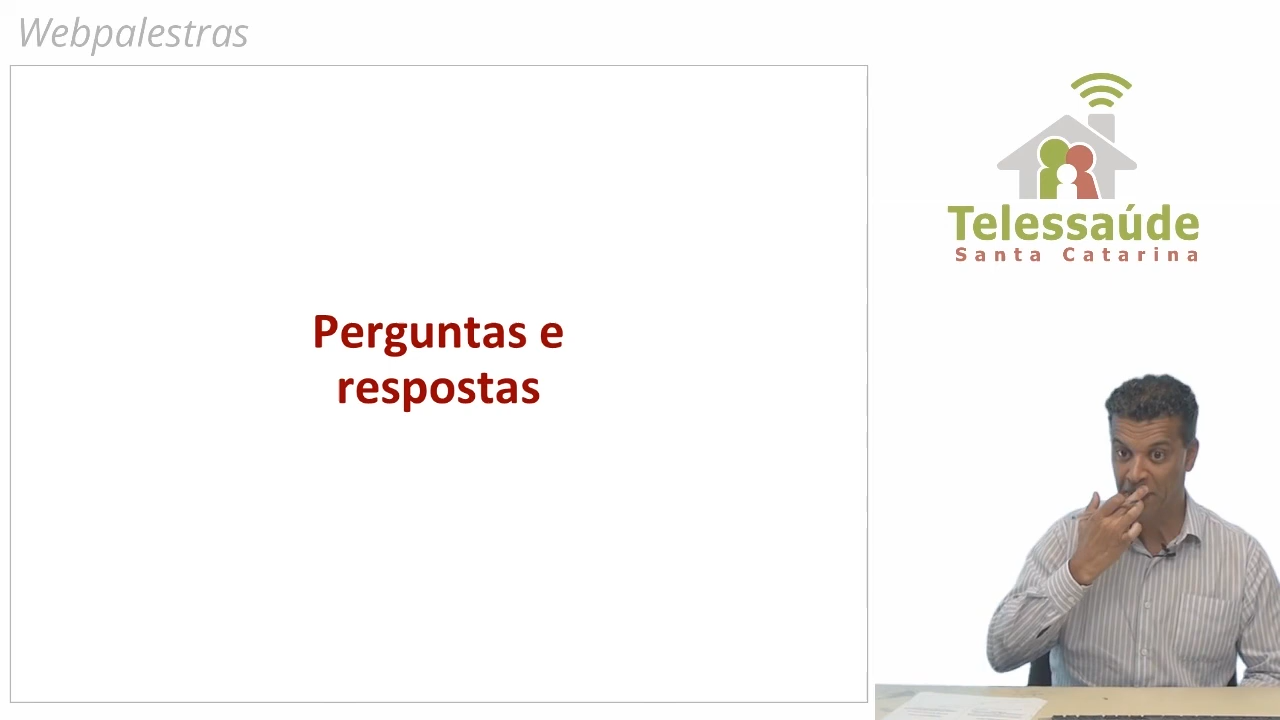 Webpalestras
Telessaúde
Santa Catarina
Perguntas e
respostas